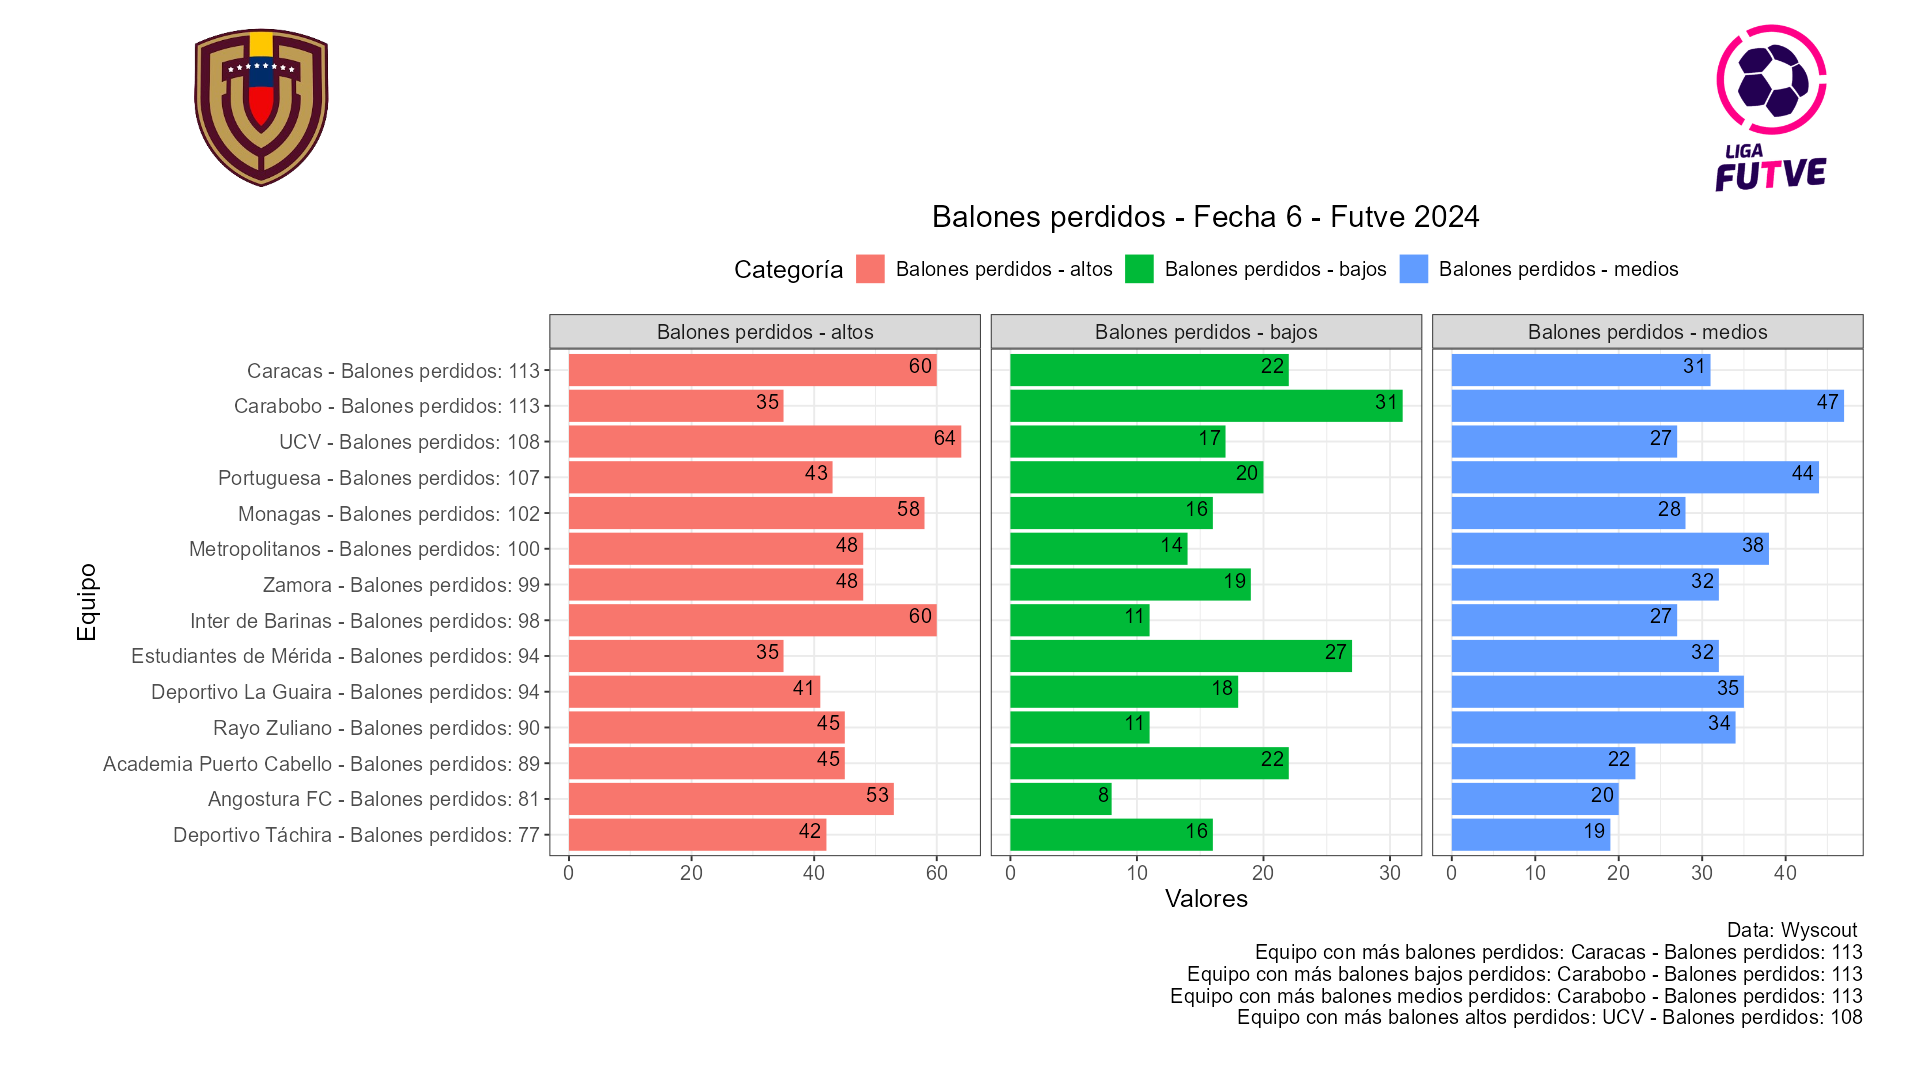 LIGA
FUTVE
Balones perdidos - Fecha 6 - Futve 2024
Categoría Balones perdidos - altos Balones perdidos - bajos Balones perdidos - medios
Balones perdidos - altos Balones perdidos - bajos Balones perdidos - medios
Equipo
Caracas - Balones perdidos: 113 60 22 31
Carabobo - Balones perdidos: 113 35 31 47
UCV - Balones perdidos: 108 64 17 27
Portuguesa - Balones perdidos: 107 43 20 44
Monagas - Balones perdidos: 102 58 16 28
Metropolitanos - Balones perdidos: 100 48 14 38
Zamora - Balones perdidos: 99 48 19 32
Inter de Barinas - Balones perdidos: 98 60 11 27
Estudiantes de Mérida - Balones perdidos: 94 35 27 32
Deportivo La Guaira - Balones perdidos: 94 41 18 35
Rayo Zuliano - Balones perdidos: 90 45 11 34
Academia Puerto Cabello - Balones perdidos: 89 45 22 22
Angostura FC - Balones perdidos: 81 53 8 20
Deportivo Táchira - Balones perdidos: 77 42 16 19
0 20 40 60 0 10 20 30 0 10 20 30 40
Valores
Data: Wyscout
Equipo con más balones perdidos: Caracas - Balones perdidos: 113
Equipo con más balones bajos perdidos: Carabobo - Balones perdidos: 113
Equipo con más balones medios perdidos: Carabobo - Balones perdidos: 113
Equipo con más balones altos perdidos: UCV - Balones perdidos: 108